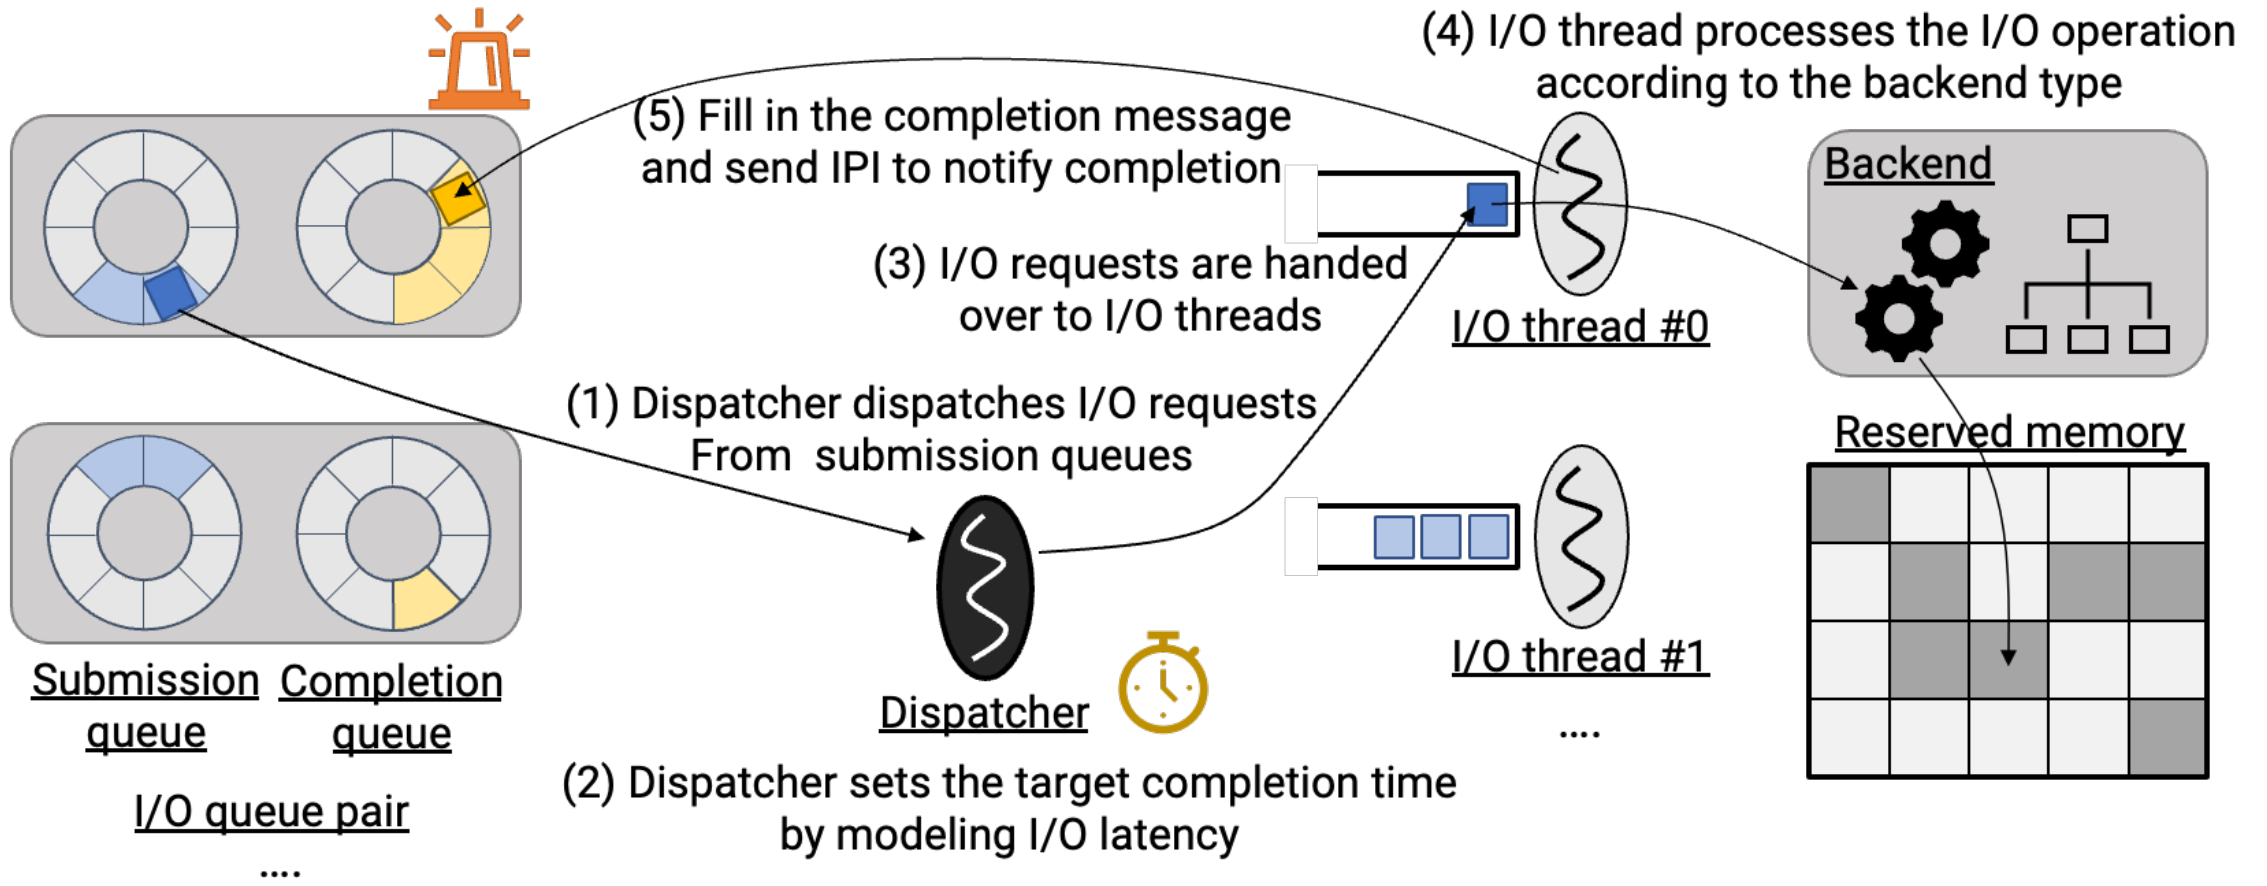 (4) I/O thread processes the I/O operation
according to the backend type
(5) Fill in the completion message
and send IPI to notify completion
Backend
(3) I/O requests are handed
over to I/O threads
I/O thread #0
(1) Dispatcher dispatches I/O requests
From submission queues
Reserved memory
I/O thread #1
....
Submission
queue
Completion
queue
Dispatcher
(2) Dispatcher sets the target completion time
by modeling I/O latency
I/O queue pair
....